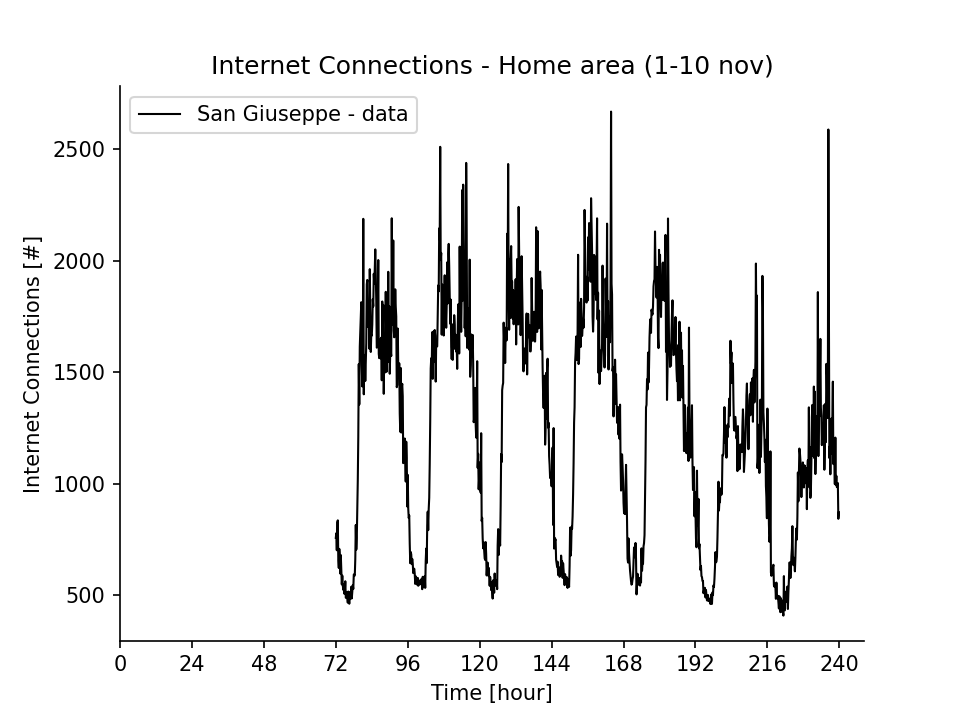 Internet Connections - Home area (1-10 nov)
San Giuseppe - data
Internet Connections [#]
2500
2000
1500
1000
500
0 24 48 72 96 120 144 168 192 216 240
Time [hour]